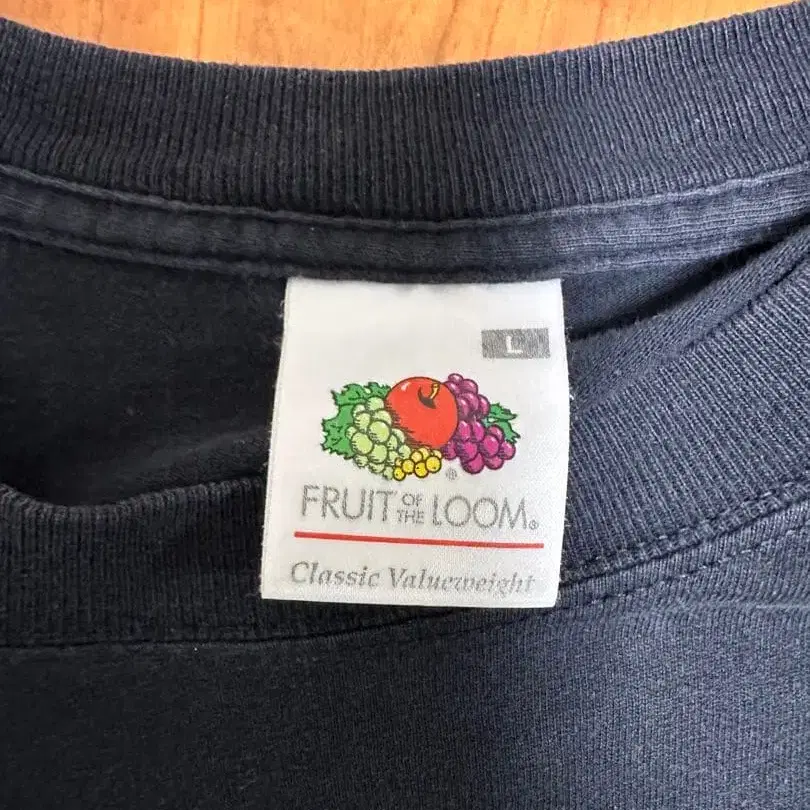 L
FRUIT OF THE LOOM®
Classic Valueweight